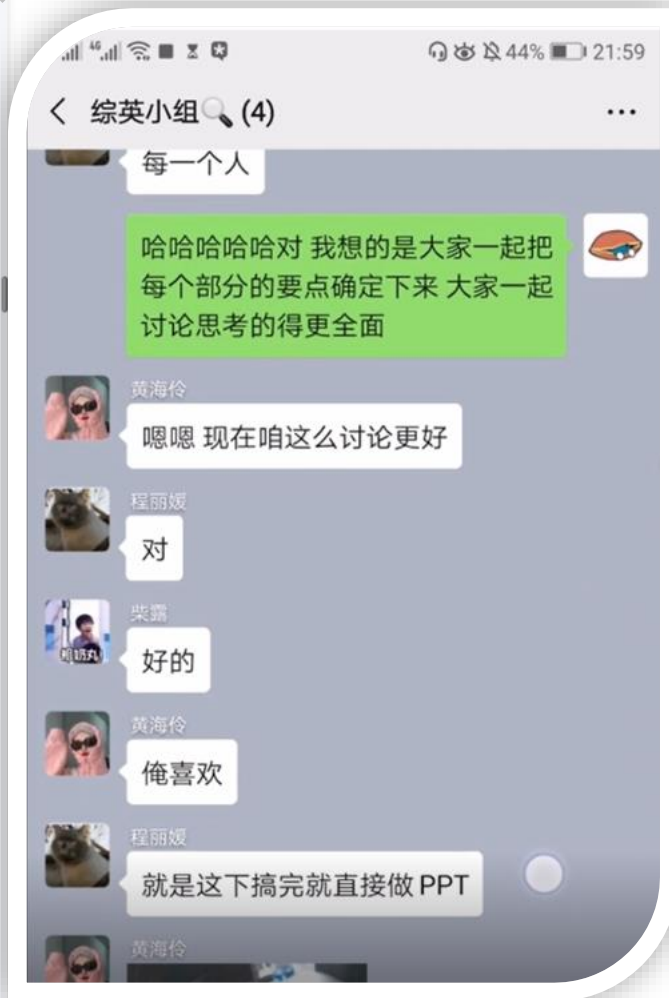 4G 44% 21:59
综英小组🔍 (4)
每一个人
哈哈哈哈哈对 我想的是大家一起把
每个部分的要点确定下来 大家一起
讨论思考的得更全面
黄海伶
嗯嗯 现在咱这么讨论更好
程丽媛
对
柴露
好的
黄海伶
俺喜欢
程丽媛
就是这下搞完就直接做 PPT
黄海伶